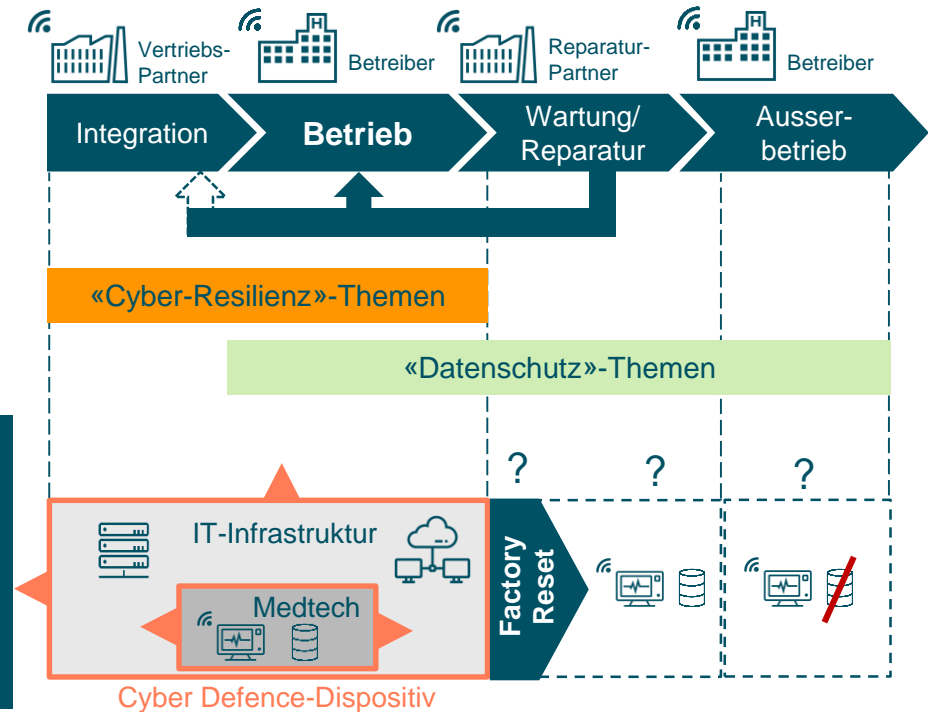 H
H
Vertriebs-
Partner
Betreiber
Reparatur-
Partner
Betreiber
Integration
Betrieb
Wartung/
Reparatur
Ausser-
betrieb
«Cyber-Resilienz»-Themen
«Datenschutz»-Themen
?
?
?
IT-Infrastruktur
Medtech
Factory
Reset
Cyber Defence-Dispositiv